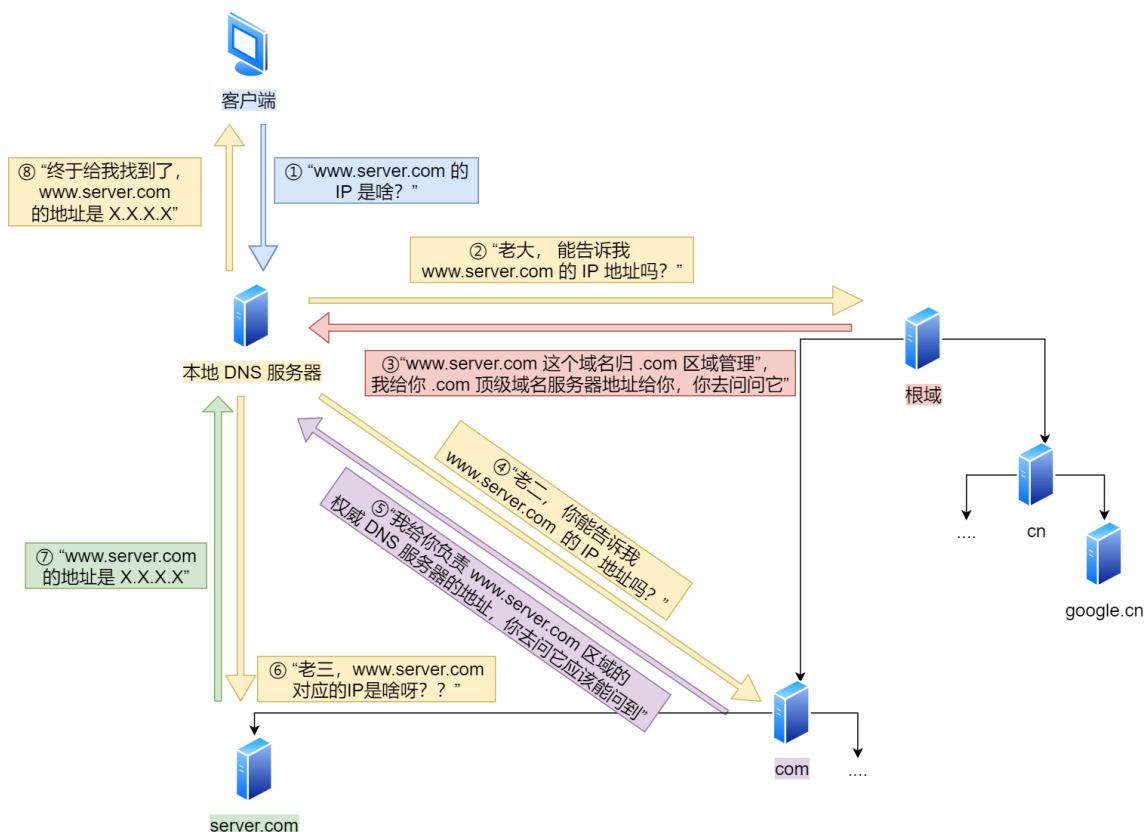 客户端
⑧ “终于给我找到了，
www.server.com
的地址是 X.X.X.X”
① “www.server.com 的
IP 是啥？”
② “老大， 能告诉我
www.server.com 的 IP 地址吗？”
本地 DNS 服务器
③“www.server.com 这个域名归 .com 区域管理”，
我给你 .com 顶级域名服务器地址给你，你去问问它”
根域
④“老二， 你能告诉我
www.server.com 的 IP 地址吗？”
⑤“我给你负责 www.server.com 区域的
权威 DNS 服务器的地址，你去问它应该能问到”
....
cn
google.cn
⑦ “www.server.com
的地址是 X.X.X.X”
⑥ “老三，www.server.com
对应的IP是啥呀？？”
com
....
server.com